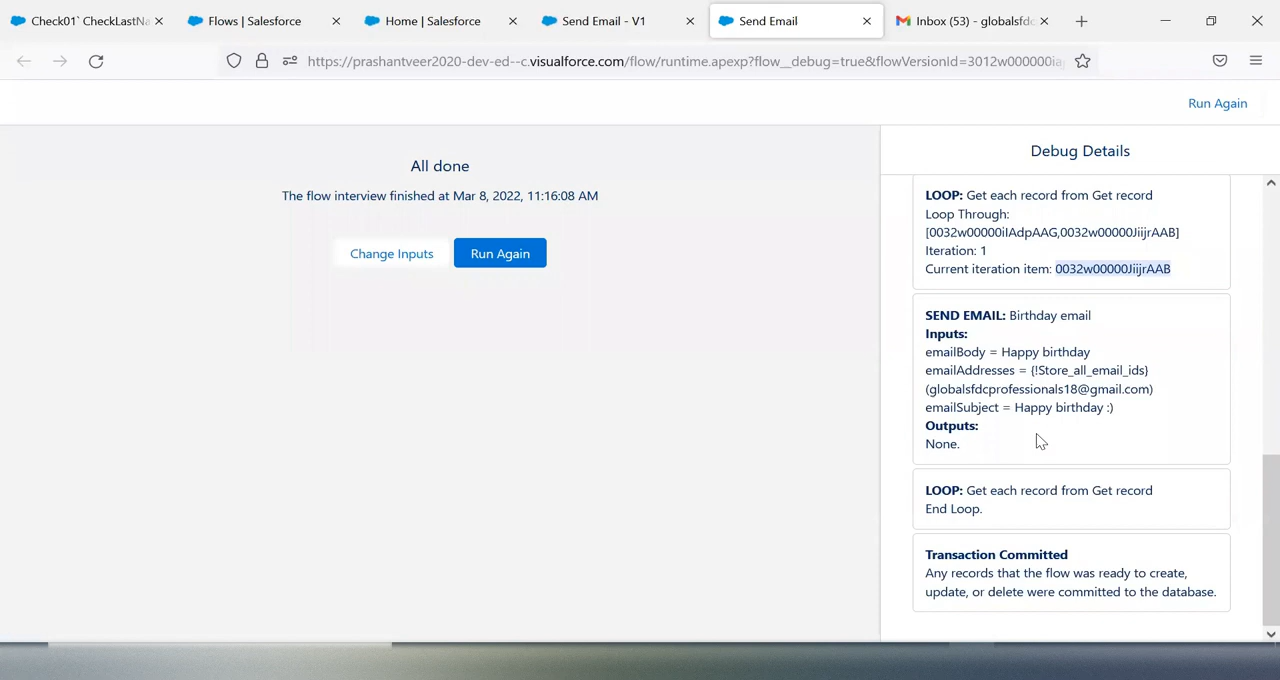 Check01` CheckLastNa
Flows | Salesforce
Home | Salesforce
Send Email - V1
Send Email
Inbox (53) - globalsfdc
https://prashantveer2020-dev-ed--c.visualforce.com/flow/runtime.apexp?flow__debug=true&flowVersionId=3012w000000ia
Run Again
All done
The flow interview finished at Mar 8, 2022, 11:16:08 AM
Change Inputs
Run Again
Debug Details
LOOP: Get each record from Get record
Loop Through:
[0032w00000iIAdpAAG,0032w00000JiijrAAB]
Iteration: 1
Current iteration item: 0032w00000JiijrAAB
SEND EMAIL: Birthday email
Inputs:
emailBody = Happy birthday
emailAddresses = {!Store_all_email_ids}
(globalsfdcprofessionals18@gmail.com)
emailSubject = Happy birthday :)
Outputs:
None.
LOOP: Get each record from Get record
End Loop.
Transaction Committed
Any records that the flow was ready to create,
update, or delete were committed to the database.